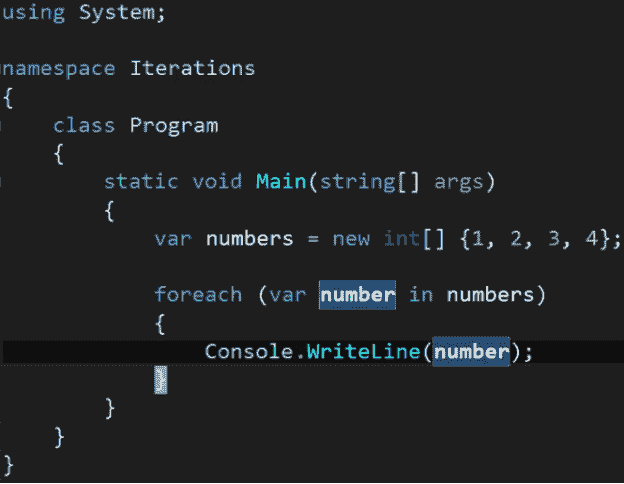 using System;
namespace Iterations
{
class Program
{
static void Main(string[] args)
{
var numbers = new int[] {1, 2, 3, 4};
foreach (var number in numbers)
{
Console.WriteLine(number);
}
}
}
}